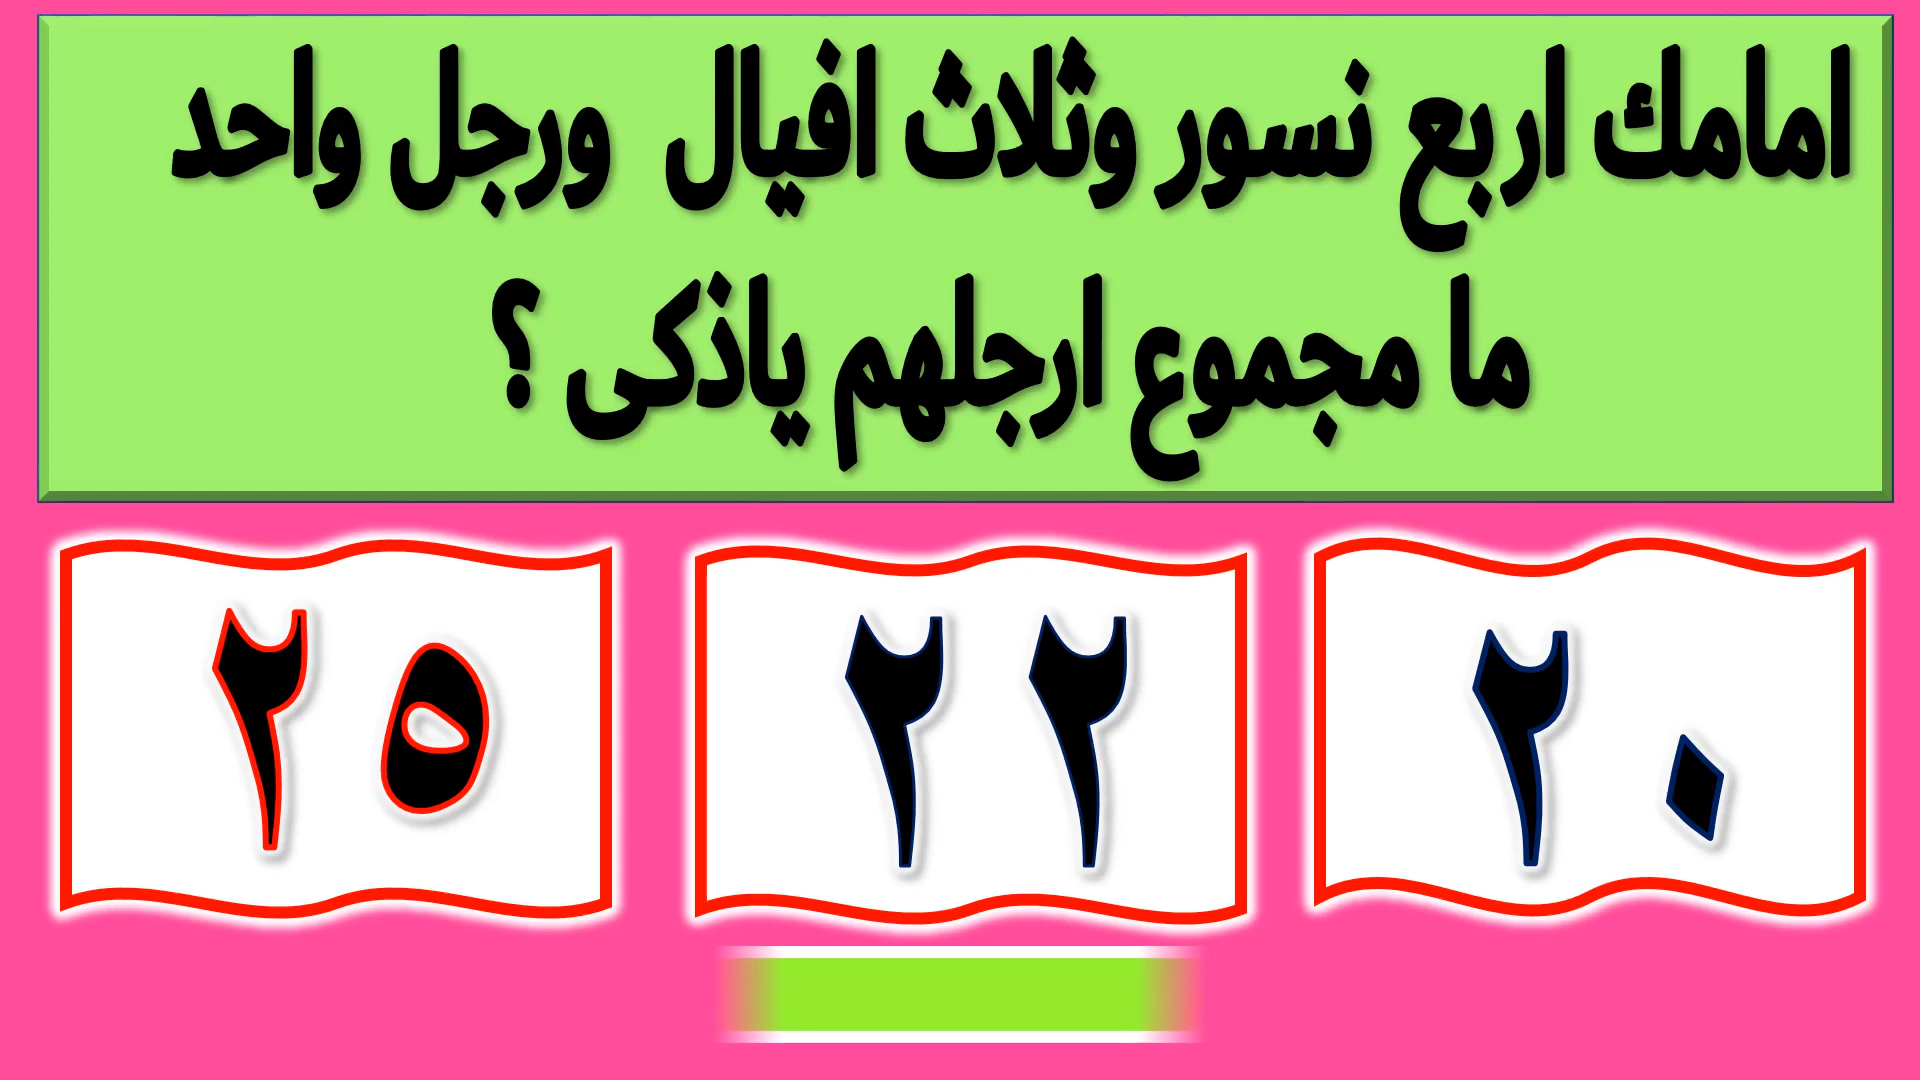 امامك اربع نسور وثلاث افيال ورجل واحد
ما مجموع ارجلهم ياذكى ؟
٢٠
٢٢
٢٥